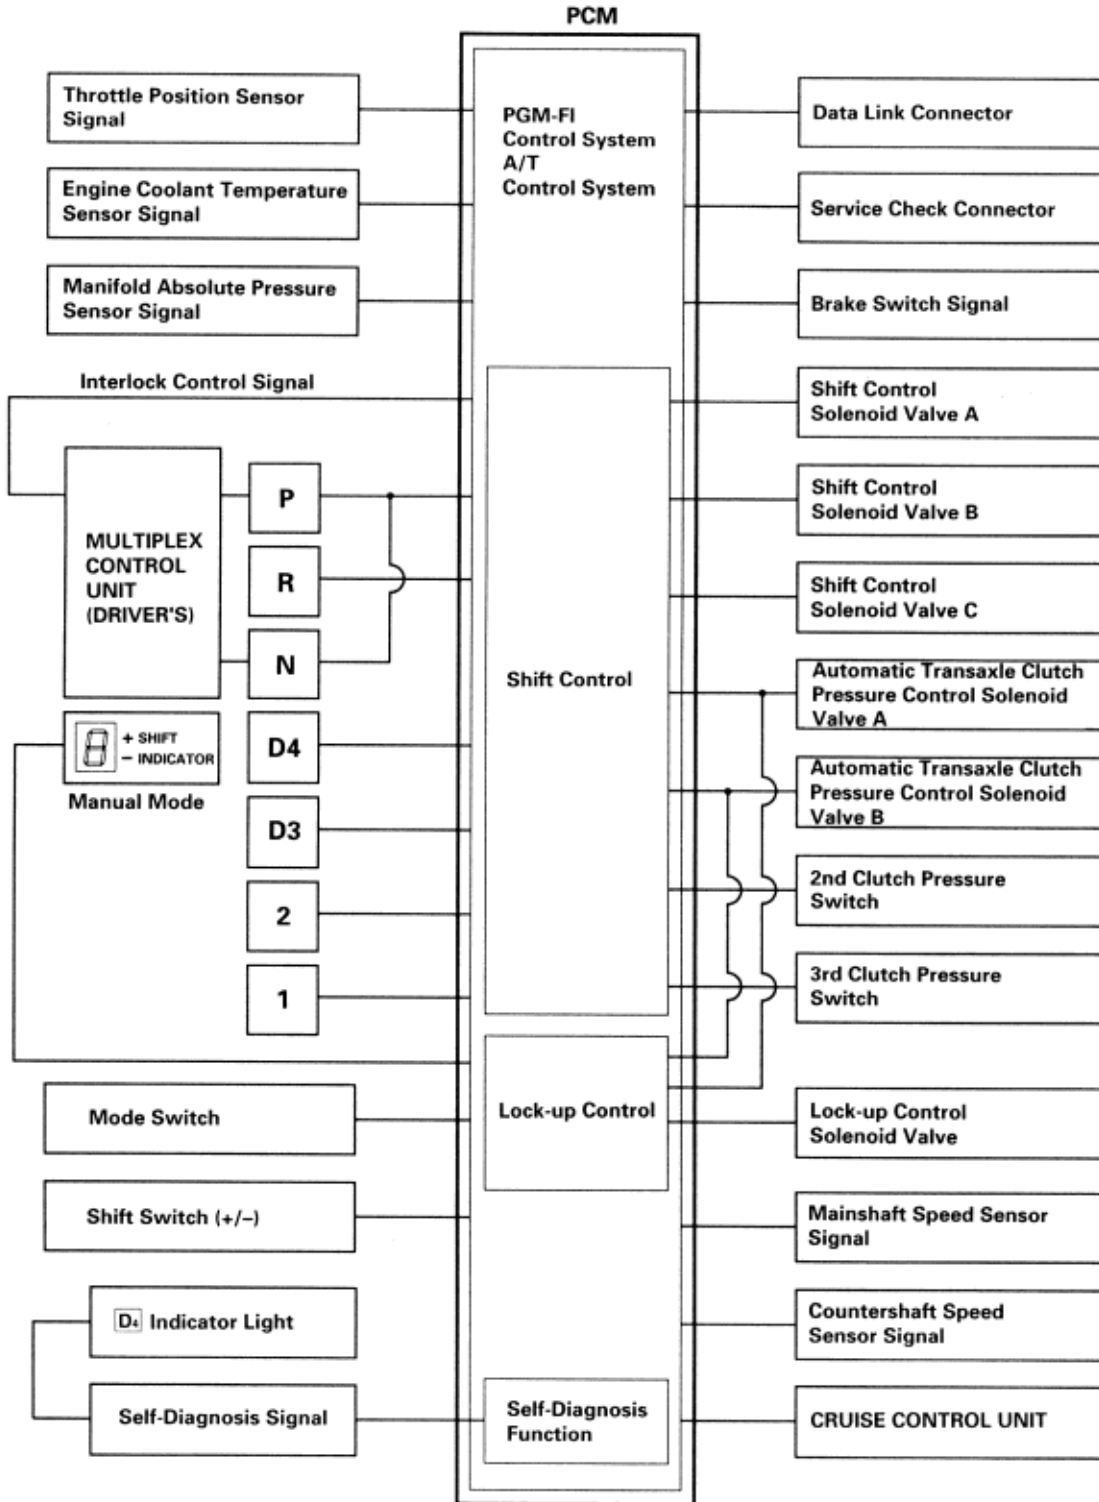 PCM
Throttle Position Sensor
Signal
Engine Coolant Temperature
Sensor Signal
Manifold Absolute Pressure
Sensor Signal
Interlock Control Signal
MULTIPLEX
CONTROL
UNIT
(DRIVER'S)
P
R
N
D4
D3
2
1
8 + SHIFT
– INDICATOR
Manual Mode
Mode Switch
Shift Switch (+/–)
D4 Indicator Light
Self-Diagnosis Signal
PGM-FI
Control System
A/T
Control System
Shift Control
Lock-up Control
Self-Diagnosis
Function
Data Link Connector
Service Check Connector
Brake Switch Signal
Shift Control
Solenoid Valve A
Shift Control
Solenoid Valve B
Shift Control
Solenoid Valve C
Automatic Transaxle Clutch
Pressure Control Solenoid
Valve A
Automatic Transaxle Clutch
Pressure Control Solenoid
Valve B
2nd Clutch Pressure
Switch
3rd Clutch Pressure
Switch
Lock-up Control
Solenoid Valve
Mainshaft Speed Sensor
Signal
Countershaft Speed
Sensor Signal
CRUISE CONTROL UNIT